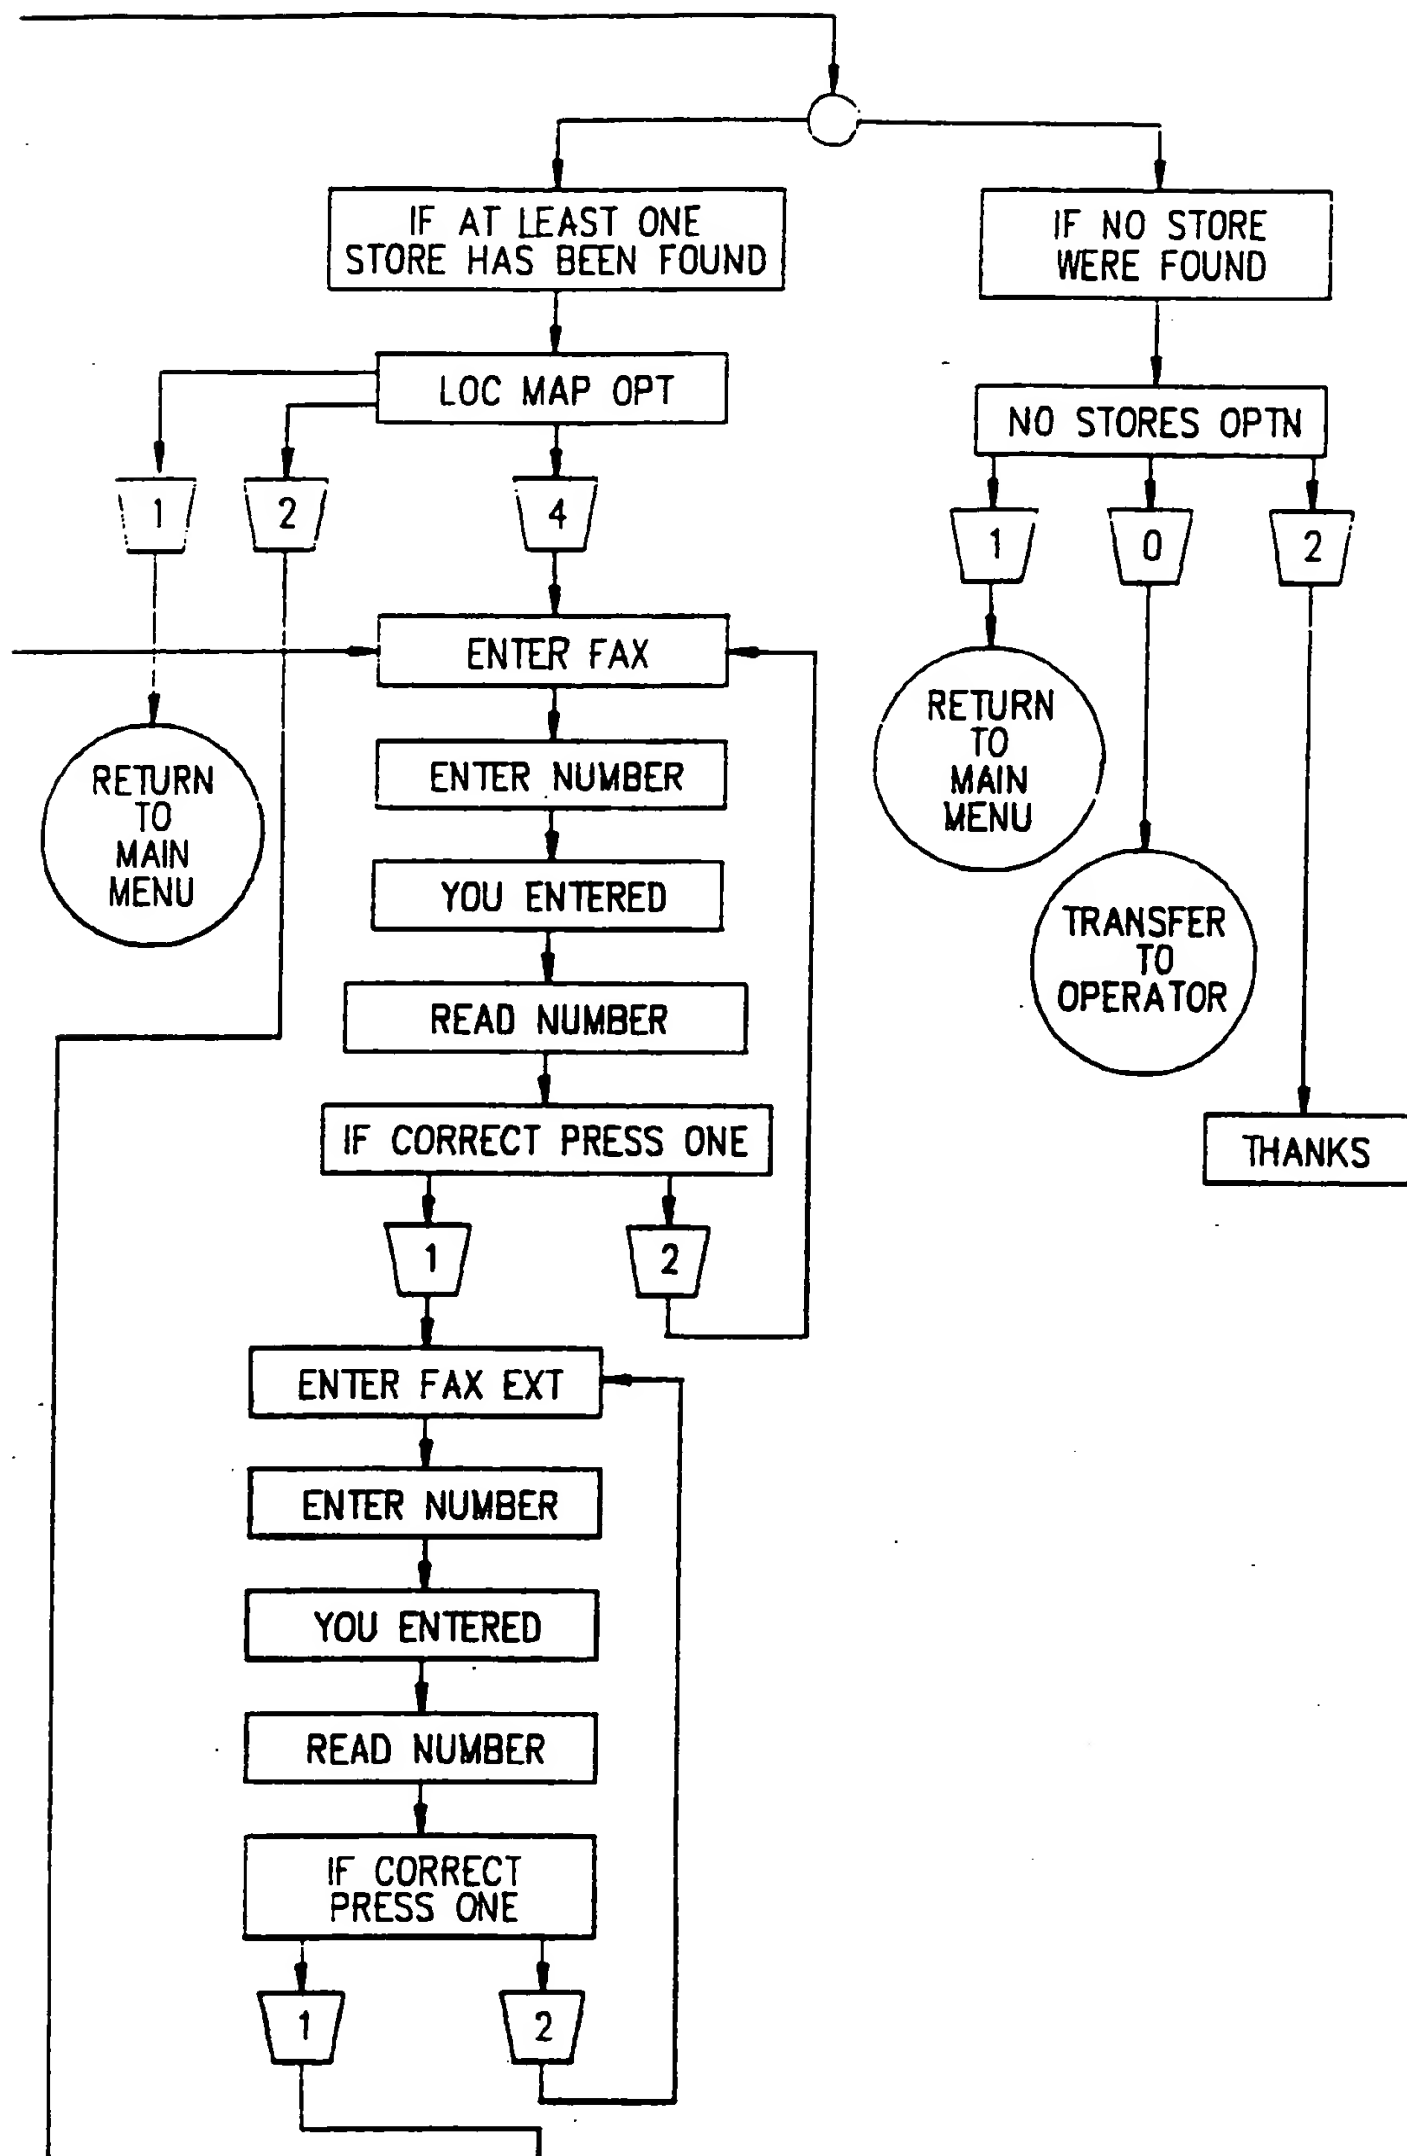 IF AT LEAST ONE
STORE HAS BEEN FOUND
IF NO STORE
WERE FOUND
LOC MAP OPT
NO STORES OPTN
1
2
4
1
0
2
ENTER FAX
RETURN
TO
MAIN
MENU
ENTER NUMBER
RETURN
TO
MAIN
MENU
YOU ENTERED
TRANSFER
TO
OPERATOR
READ NUMBER
IF CORRECT PRESS ONE
THANKS
1
2
ENTER FAX EXT
ENTER NUMBER
YOU ENTERED
READ NUMBER
IF CORRECT
PRESS ONE
1
2